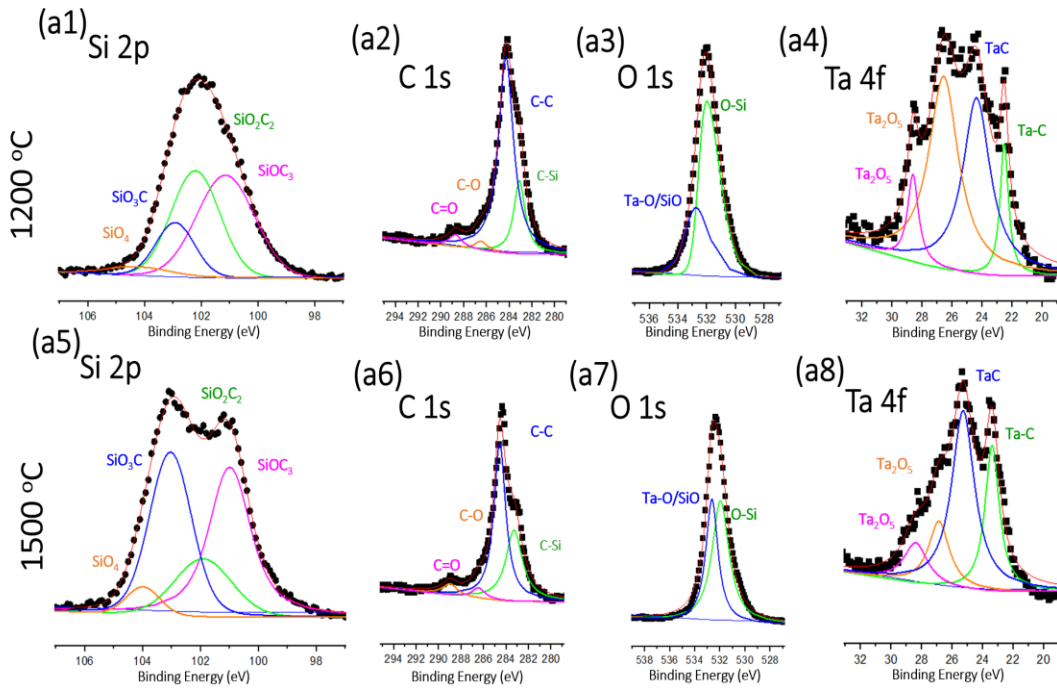 1200 °C
(a1)
Si 2p
SiO₂C₂
SiOC₃
SiO₃C
SiO₄
106 104 102 100 98
Binding Energy (eV)
(a2)
C 1s
C-C
C-O
C=O
C-Si
294 292 290 288 286 284 282 280
Binding Energy (eV)
(a3)
O 1s
O-Si
Ta-O/SiO
536 534 532 530 528
Binding Energy (eV)
(a4)
Ta 4f
TaC
Ta₂O₅
Ta-C
Ta₂O₅
32 30 28 26 24 22 20
Binding Energy (eV)
1500 °C
(a5)
Si 2p
SiO₂C₂
SiO₃C
SiOC₃
SiO₄
106 104 102 100 98
Binding Energy (eV)
(a6)
C 1s
C-C
C-O
C-Si
C=O
294 292 290 288 286 284 282 280
Binding Energy (eV)
(a7)
O 1s
Ta-O/SiO
O-Si
538 536 534 532 530 528
Binding Energy (eV)
(a8)
Ta 4f
TaC
Ta-C
Ta₂O₅
Ta₂O₅
32 30 28 26 24 22 20
Binding Energy (eV)